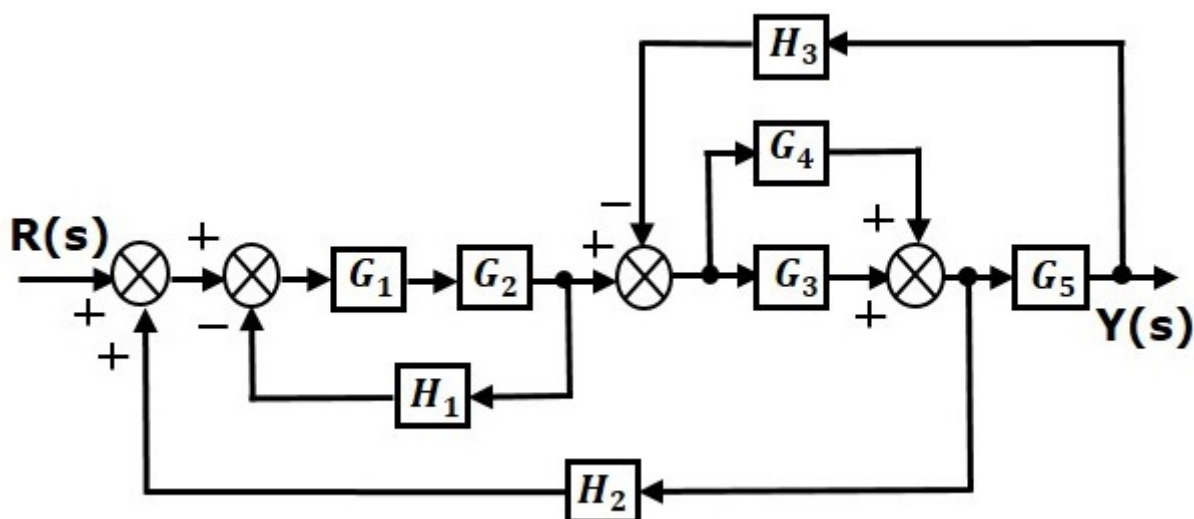 H₃
G₄
R(s)
+
−
+
+
G₁
G₂
G₃
G₅
+
−
+
+
Y(s)
+
H₁
H₂